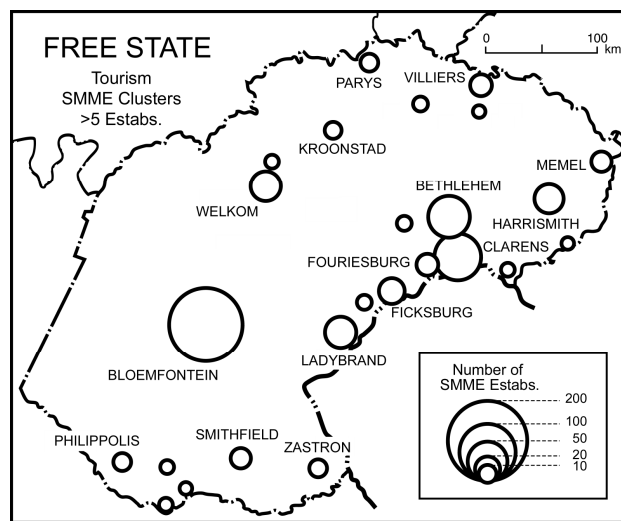 FREE STATE
Tourism
SMME Clusters
>5 Estabs.
0 100
km
PARYS
VILLIERS
KROONSTAD
MEMEL
BETHLEHEM
WELKOM
HARRISMITH
CLARENS
FOURIESBURG
FICKSBURG
BLOEMFONTEIN
LADYBRAND
PHILIPPOLIS
SMITHFIELD
ZASTRON
Number of
SMME Estabs.
200
100
50
20
10